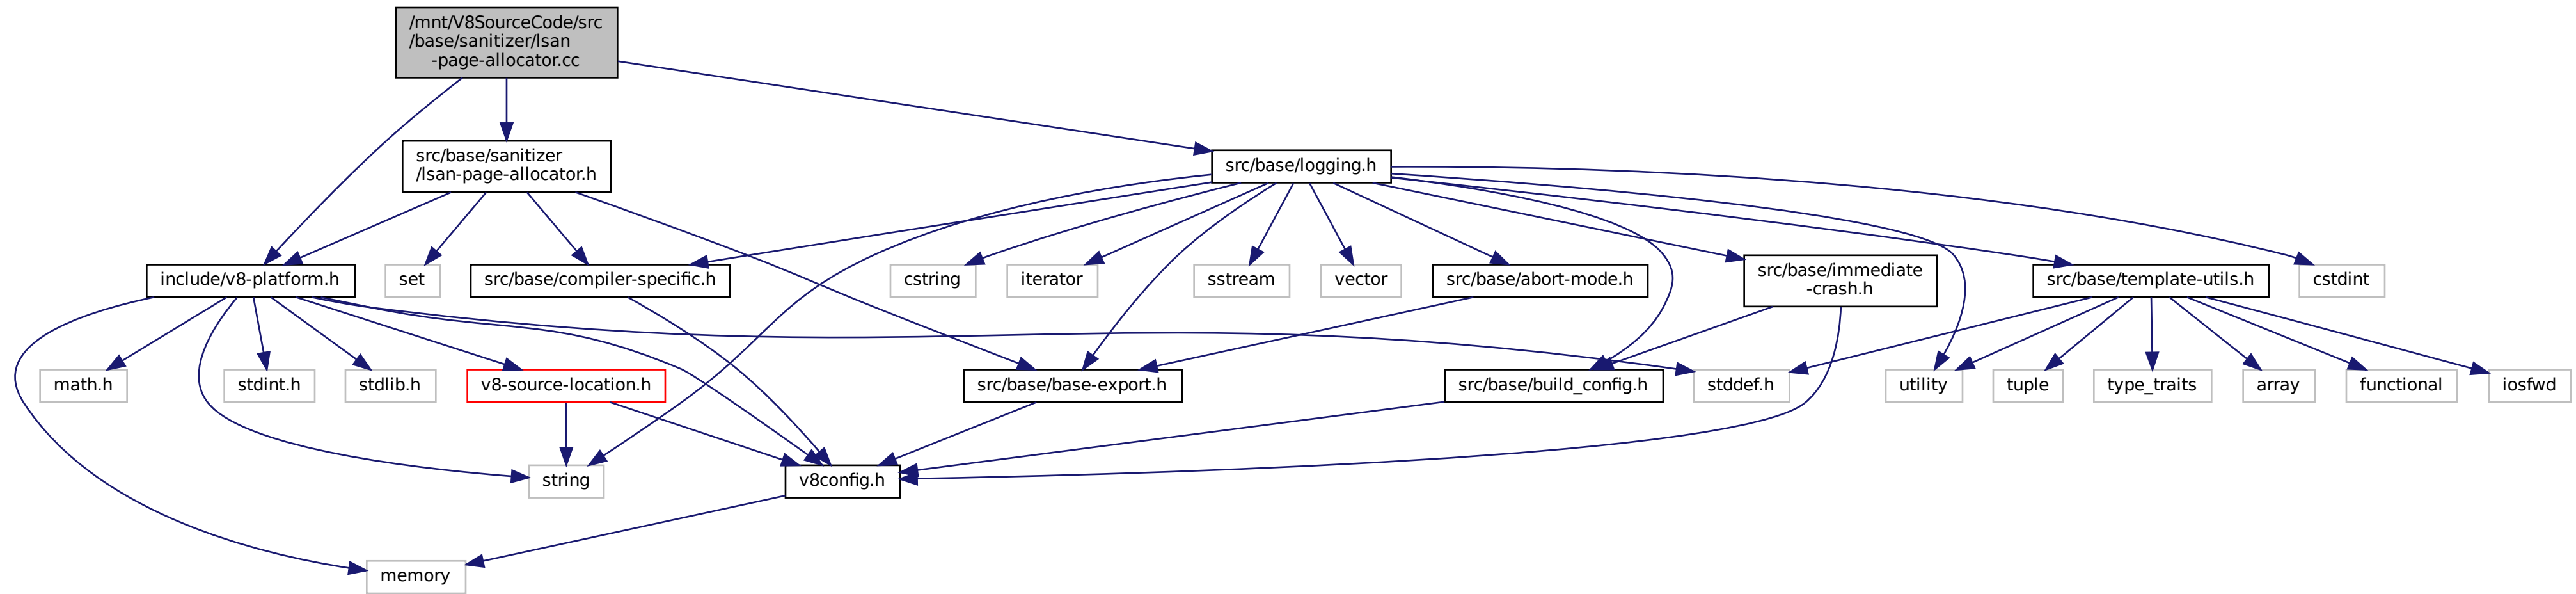 /mnt/V8SourceCode/src
/base/sanitizer/lsan
-page-allocator.cc
src/base/sanitizer
/lsan-page-allocator.h
src/base/logging.h
include/v8-platform.h
set
src/base/compiler-specific.h
cstring
iterator
sstream
vector
src/base/abort-mode.h
src/base/immediate
-crash.h
src/base/template-utils.h
cstdint
math.h
stdint.h
stdlib.h
v8-source-location.h
src/base/base-export.h
src/base/build_config.h
stddef.h
utility
tuple
type_traits
array
functional
iosfwd
string
v8config.h
memory